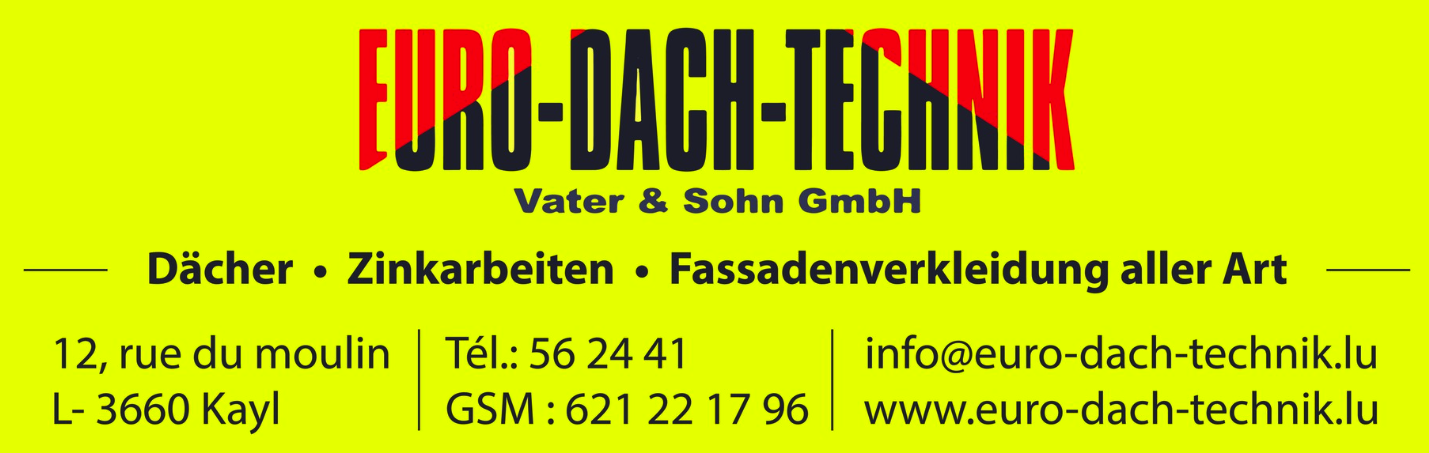 EURO-DACH-TECHNIK
Vater & Sohn GmbH
Dächer • Zinkarbeiten • Fassadenverkleidung aller Art
12, rue du moulin
L- 3660 Kayl
Tél.: 56 24 41
GSM : 621 22 17 96
info@euro-dach-technik.lu
www.euro-dach-technik.lu